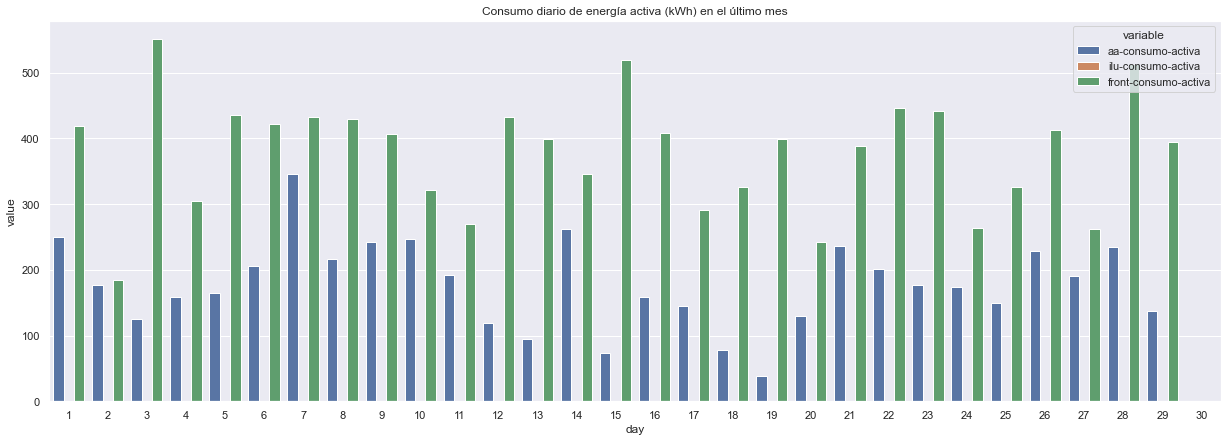 Consumo diario de energía activa (kWh) en el último mes
variable
aa-consumo-activa
ilu-consumo-activa
front-consumo-activa
500
400
300
200
100
0
value
1 2 3 4 5 6 7 8 9 10 11 12 13 14 15 16 17 18 19 20 21 22 23 24 25 26 27 28 29 30
day